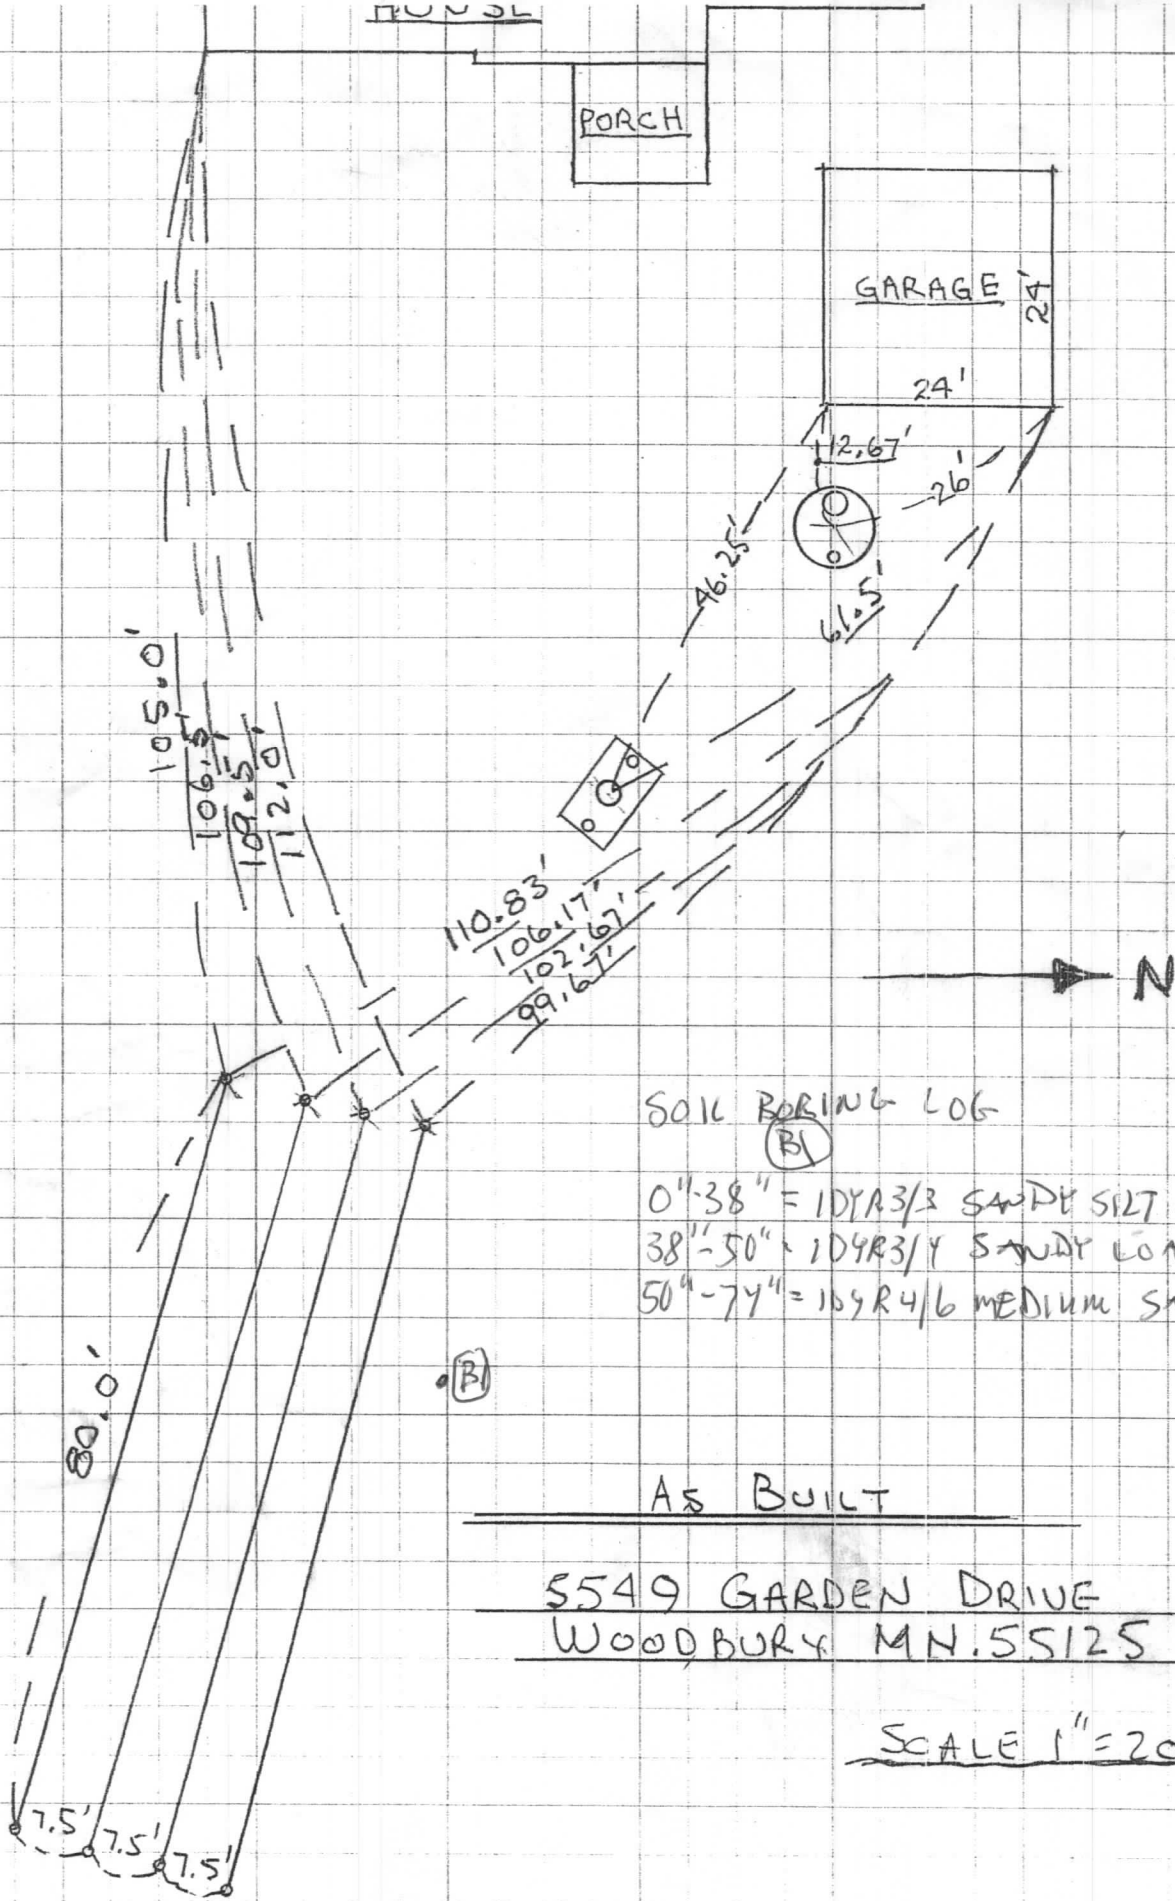 HOUSE
PORCH
GARAGE
24'
24'
12.67'
26'
46.25'
61.5'
105.0'
106.5'
109.5'
112.0'
110.83'
106.17'
102.67'
99.67'
N
SOIL BORING LOG
B1
0"-38" = 10YR3/3 SANDY SILT
38"-50" = 10YR3/4 SANDY
50"-74" = 10YR4/6 MEDIUM
B1
80.0'
AS BUILT
5549 GARDEN DRIVE
WOODBURY MN. 55125
SCALE 1" = 20
7.5'
7.5'
7.5'